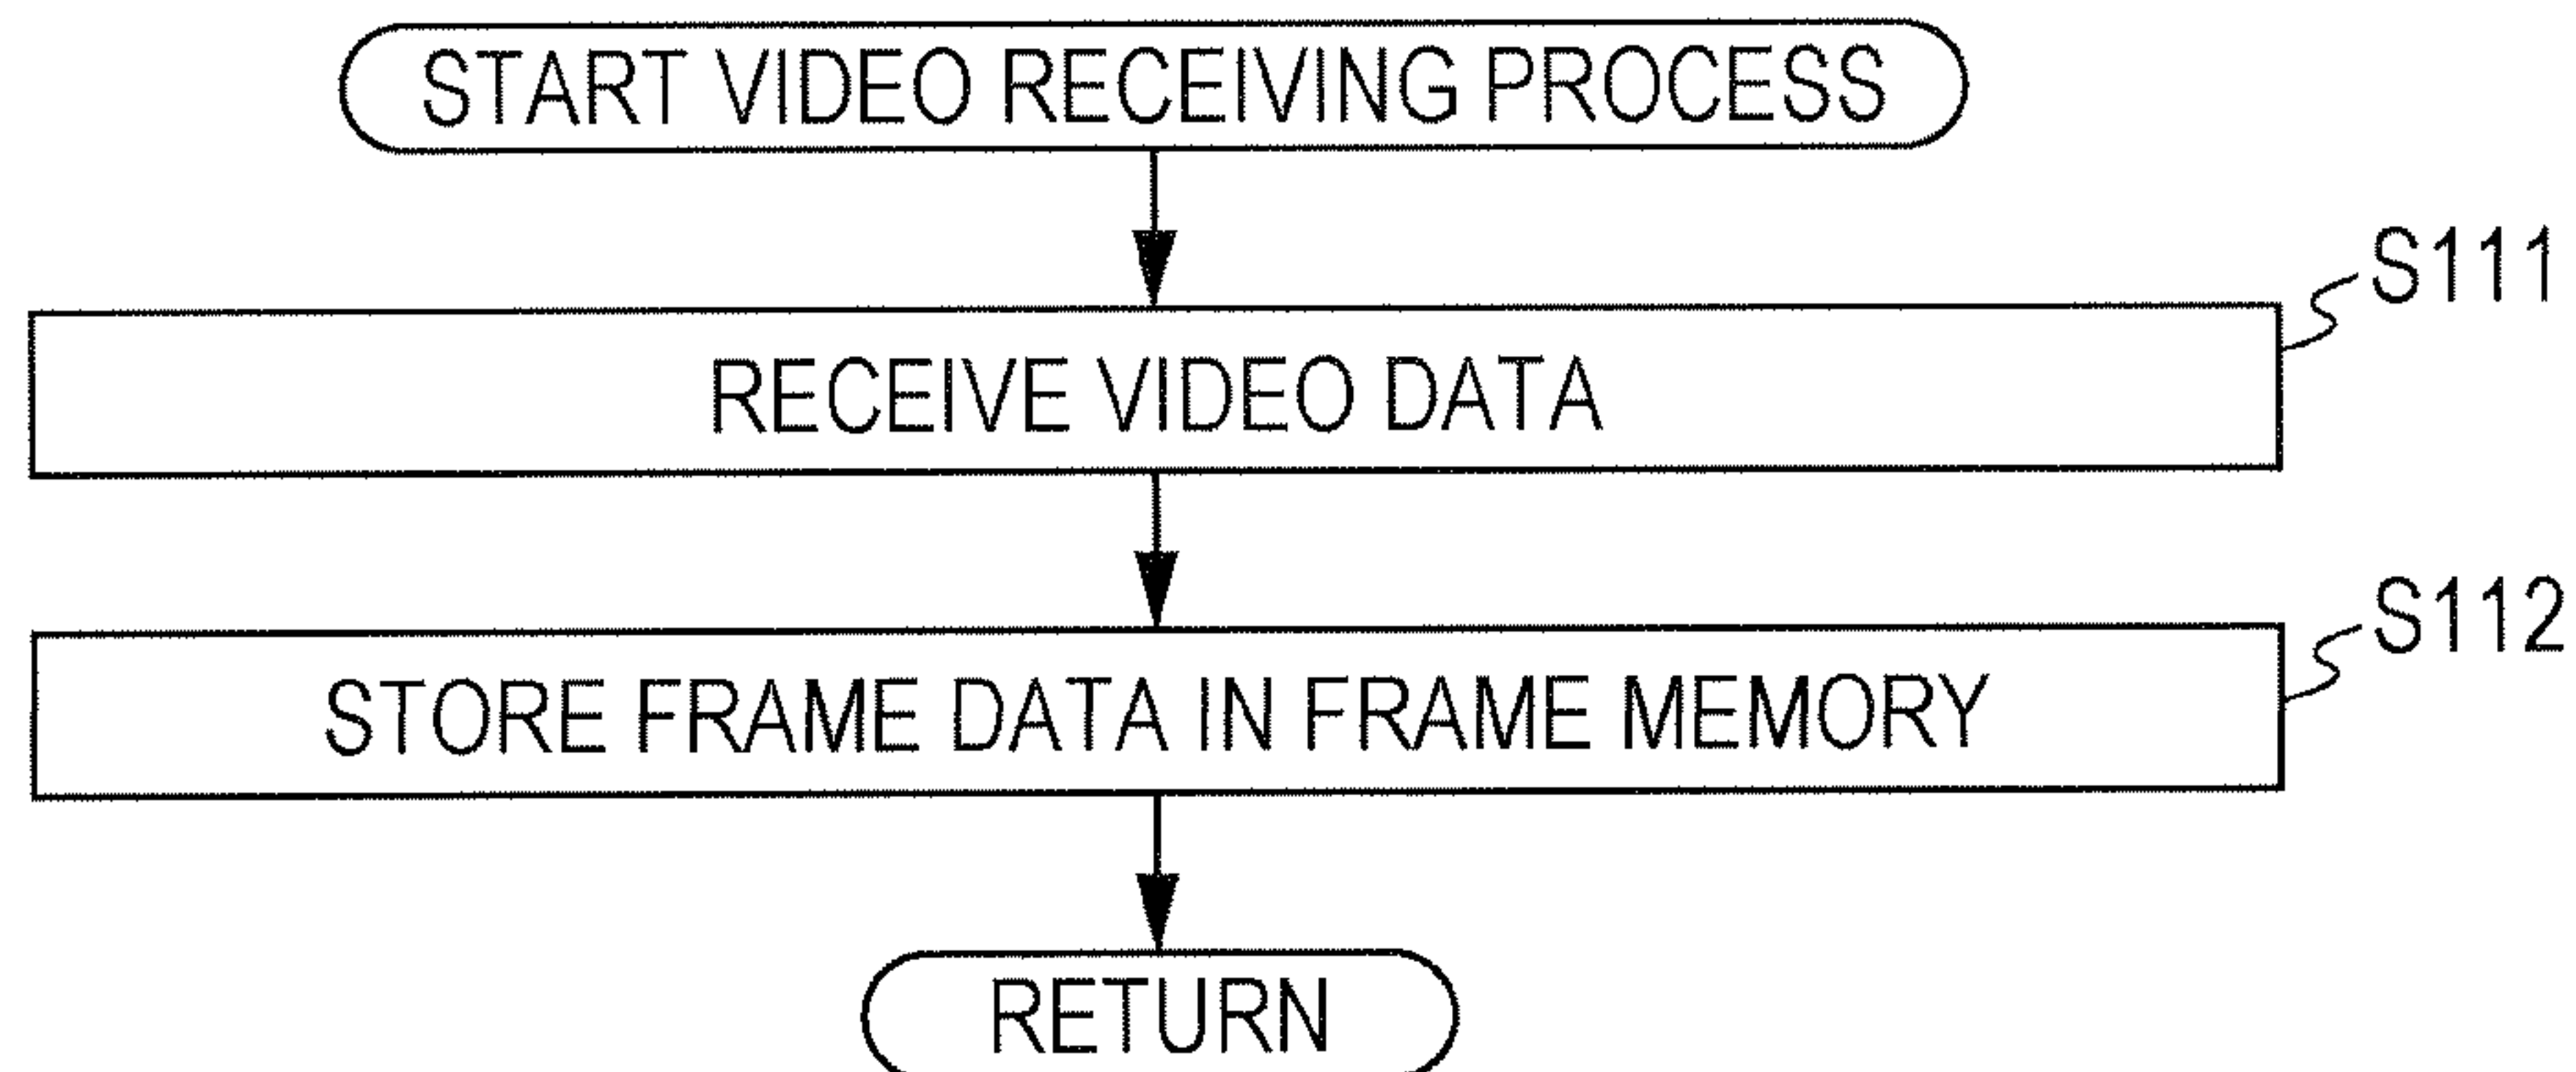 START VIDEO RECEIVING PROCESS
S111
RECEIVE VIDEO DATA
S112
STORE FRAME DATA IN FRAME MEMORY
RETURN